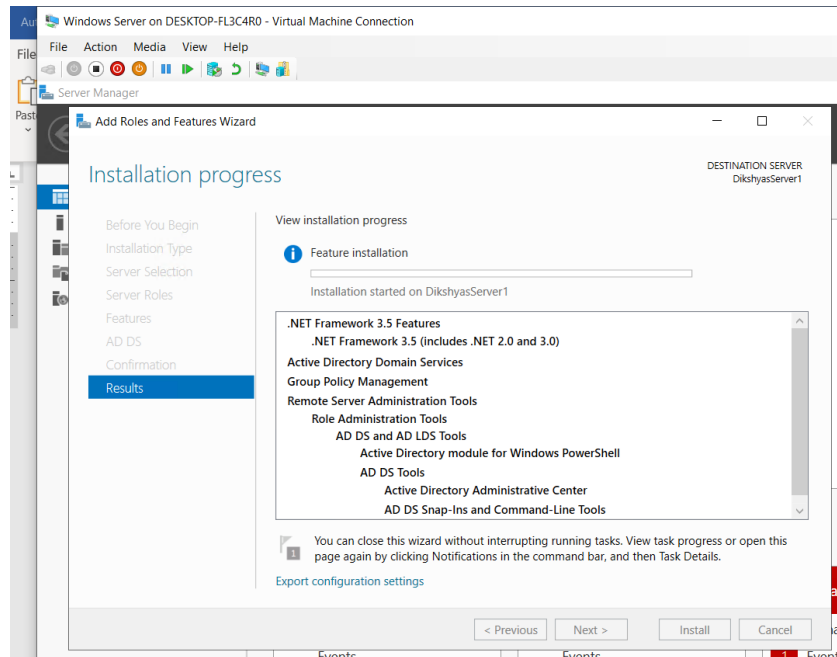 Au
Windows Server on DESKTOP-FL3C4R0 - Virtual Machine Connection
File
File Action Media View Help
Server Manager
Past
Add Roles and Features Wizard
Installation progress
DESTINATION SERVER
DikshyasServer1
Before You Begin
Installation Type
Server Selection
Server Roles
Features
AD DS
Confirmation
Results
View installation progress
Feature installation
Installation started on DikshyasServer1
.NET Framework 3.5 Features
.NET Framework 3.5 (includes .NET 2.0 and 3.0)
Active Directory Domain Services
Group Policy Management
Remote Server Administration Tools
Role Administration Tools
AD DS and AD LDS Tools
Active Directory module for Windows PowerShell
AD DS Tools
Active Directory Administrative Center
AD DS Snap-Ins and Command-Line Tools
1
You can close this wizard without interrupting running tasks. View task progress or open this
page again by clicking Notifications in the command bar, and then Task Details.
Export configuration settings
< Previous
Next >
Install
Cancel
Events
Events
1